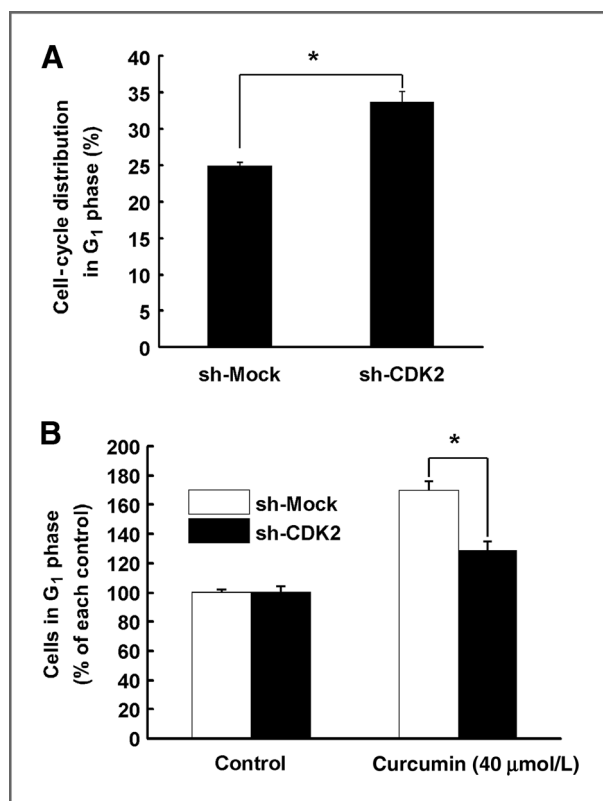 A
*
40
35
30
25
20
15
10
5
0
Cell-cycle distribution
in G1 phase (%)
sh-Mock sh-CDK2
B
*
200
180
160
140
120
100
80
60
40
20
0
Cells in G1 phase
(% of each control)
sh-Mock
sh-CDK2
Control Curcumin (40 μmol/L)